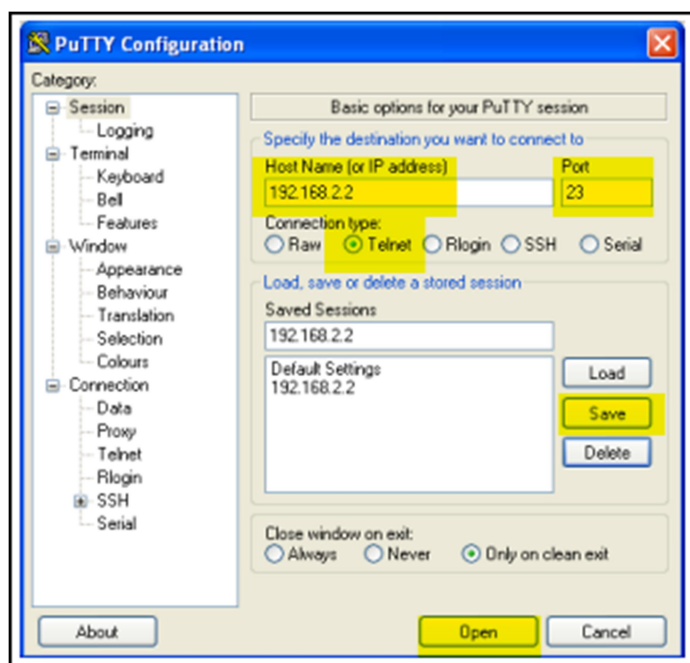 PuTTY Configuration
Category:
Session
Logging
Terminal
Keyboard
Bell
Features
Window
Appearance
Behaviour
Translation
Selection
Colours
Connection
Data
Proxy
Telnet
Rlogin
SSH
Serial
Basic options for your PuTTY session
Specify the destination you want to connect to
Host Name (or IP address) Port
192.168.2.2 23
Connection type:
Raw Telnet Rlogin SSH Serial
Load, save or delete a stored session
Saved Sessions
192.168.2.2
Default Settings
192.168.2.2
Load
Save
Delete
Close window on exit:
Always Never Only on clean exit
About Open Cancel